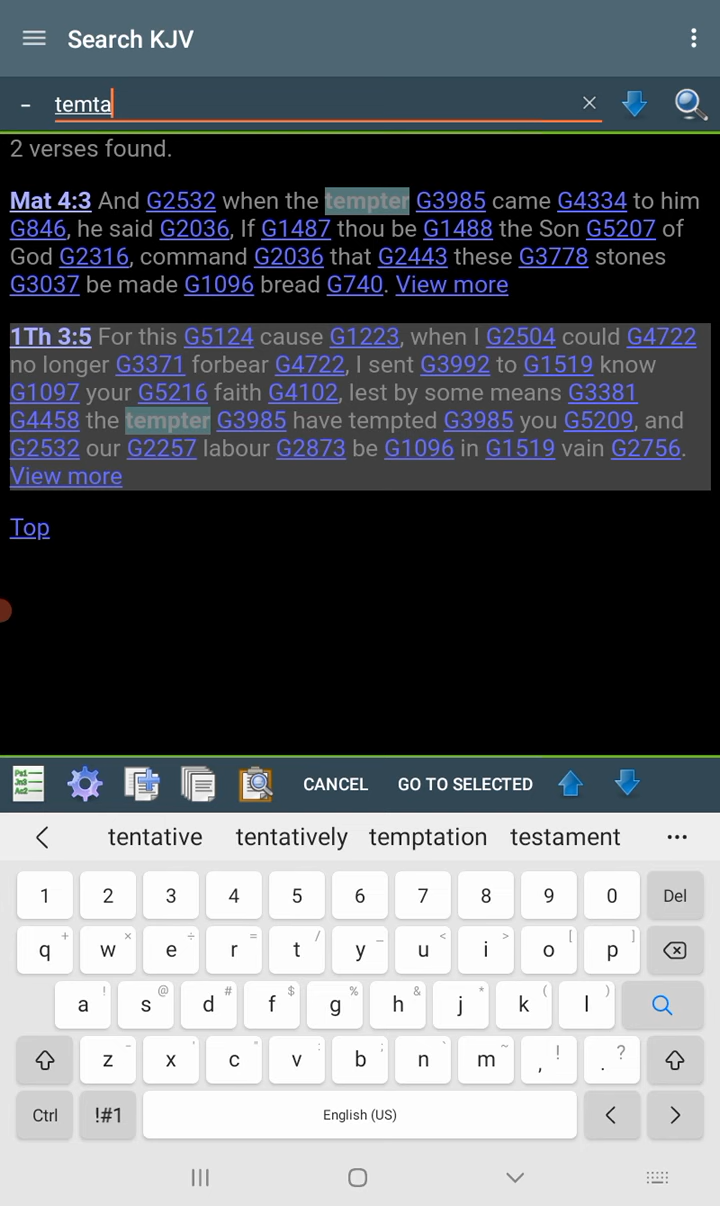 Search KJV
- temta
2 verses found.
Mat 4:3 And G2532 when the tempter G3985 came G4334 to him
G846, he said G2036, If G1487 thou be G1488 the Son G5207 of
God G2316, command G2036 that G2443 these G3778 stones
G3037 be made G1096 bread G740. View more
1Th 3:5 For this G5124 cause G1223, when I G2504 could G4722
no longer G3371 forbear G4722, I sent G3992 to G1519 know
G1097 your G5216 faith G4102, lest by some means G3381
G4458 the tempter G3985 have tempted G3985 you G5209, and
G2532 our G2257 labour G2873 be G1096 in G1519 vain G2756.
View more
Top
Ps1 Jn3 Ac2 CANCEL GO TO SELECTED
tentative tentatively temptation testament ...
1 2 3 4 5 6 7 8 9 0 Del
q + w × e ÷ r = t / y _ u < i > o [ p ]
a ! s @ d # f $ g % h & j * k ( l )
z - x ' c " v : b ; n ` m ~ , ! . ?
Ctrl !#1 English (US) < >